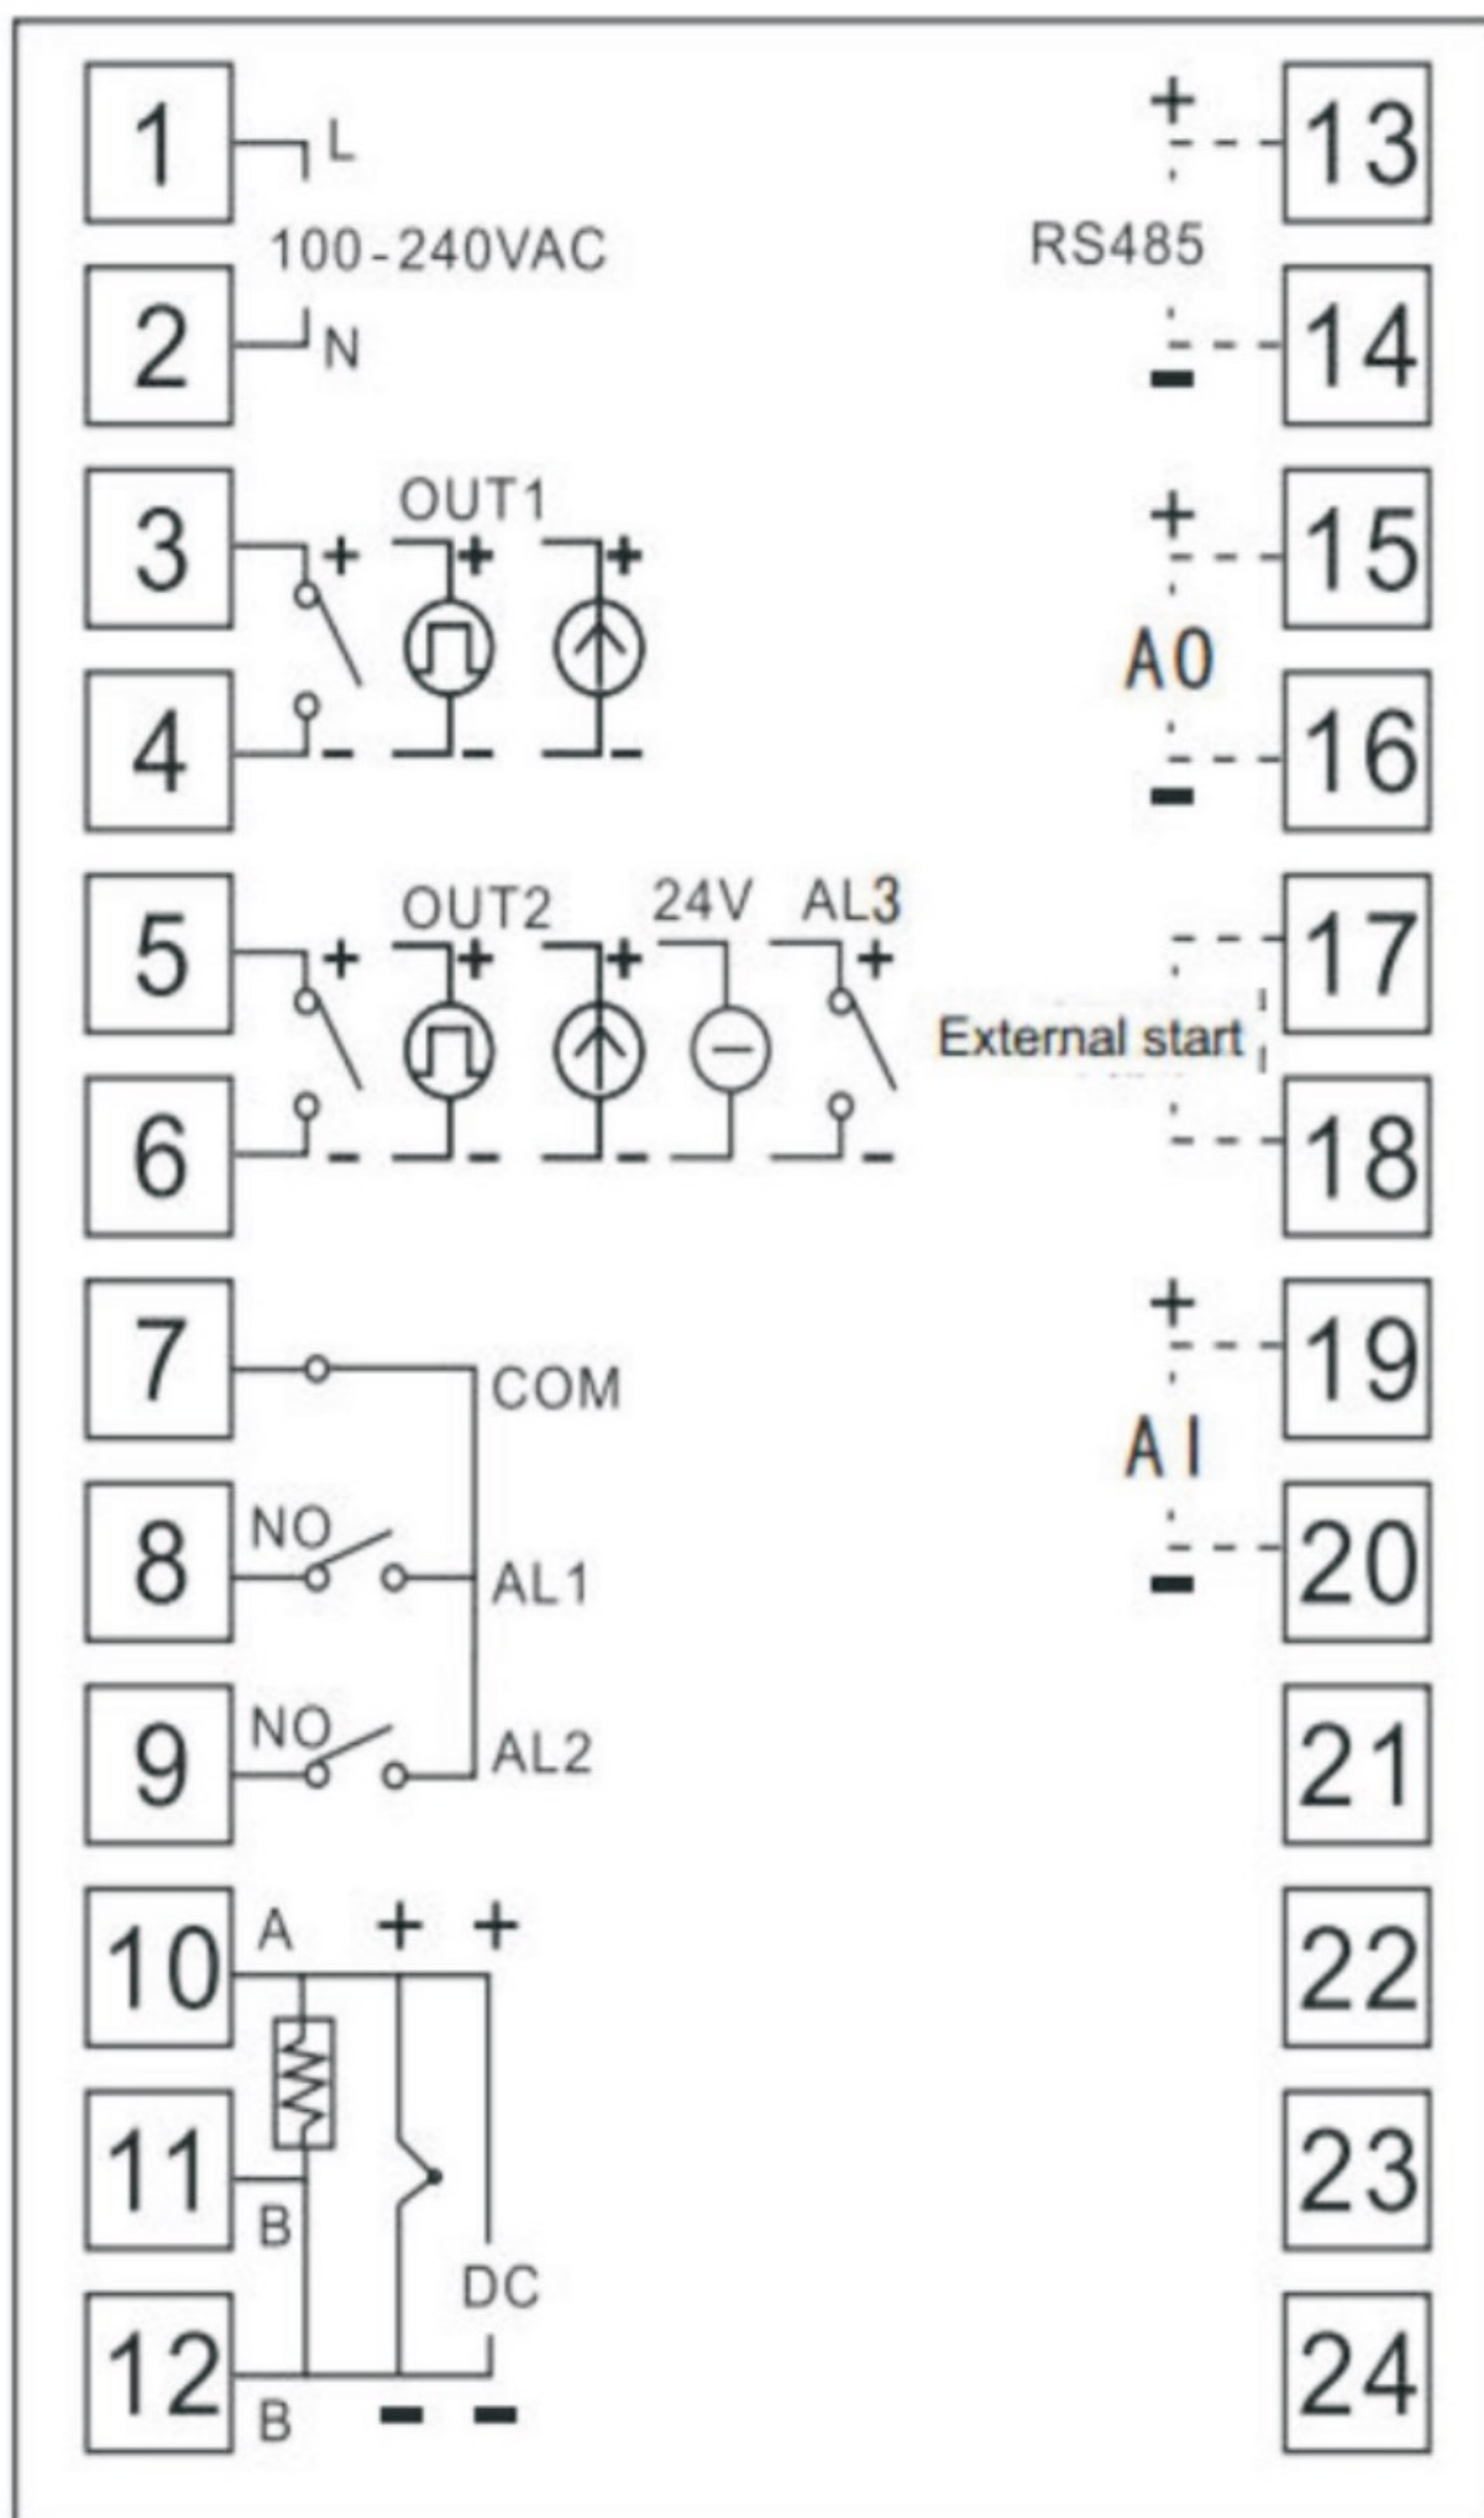 1 L + 13
100-240VAC RS485
2 N - 14
OUT1
3 + + + + 15
AO
4 - - - - 16
OUT2 24V AL3
5 + + + + 17
External start
6 - - - - 18
7 COM + 19
AI
8 NO AL1 - 20
9 NO AL2 21
10 A + + 22
11 B 23
DC
12 B - - 24